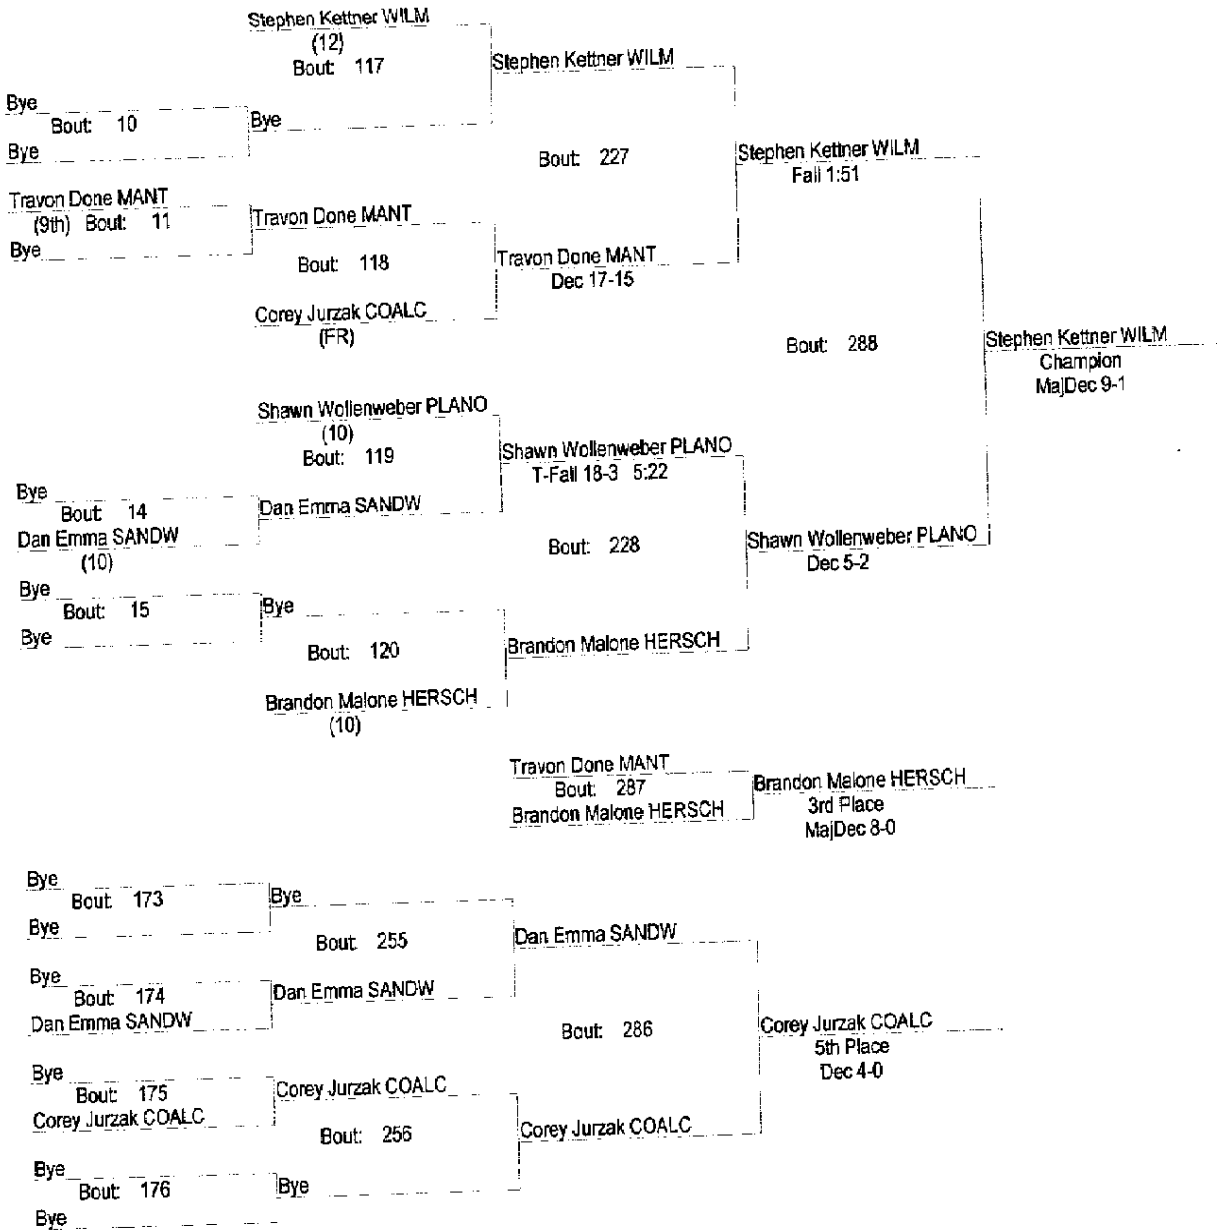 Stephen Kettner WILM
(12)
Bout: 117
Stephen Kettner WILM
Bye
Bout: 10
Bye
Bye
Bout: 227
Stephen Kettner WILM
Fall 1:51
Travon Done MANT
(9th) Bout: 11
Bye
Travon Done MANT
Bout: 118
Travon Done MANT
Dec 17-15
Corey Jurzak COALC
(FR)
Bout: 288
Stephen Kettner WILM
Champion
MajDec 9-1
Shawn Wollenweber PLANO
(10)
Bout: 119
Shawn Wollenweber PLANO
T-Fall 18-3 5:22
Bye
Bout: 14
Dan Emma SANDW
(10)
Dan Emma SANDW
Bout: 228
Shawn Wollenweber PLANO
Dec 5-2
Bye
Bout: 15
Bye
Bye
Bout: 120
Brandon Malone HERSCH
Brandon Malone HERSCH
(10)
Travon Done MANT
Bout: 287
Brandon Malone HERSCH
Brandon Malone HERSCH
3rd Place
MajDec 8-0
Bye
Bout: 173
Bye
Bye
Bout: 255
Dan Emma SANDW
Bye
Bout: 174
Dan Emma SANDW
Dan Emma SANDW
Bout: 286
Corey Jurzak COALC
5th Place
Dec 4-0
Bye
Bout: 175
Corey Jurzak COALC
Corey Jurzak COALC
Bout: 256
Corey Jurzak COALC
Bye
Bout: 176
Bye
Bye